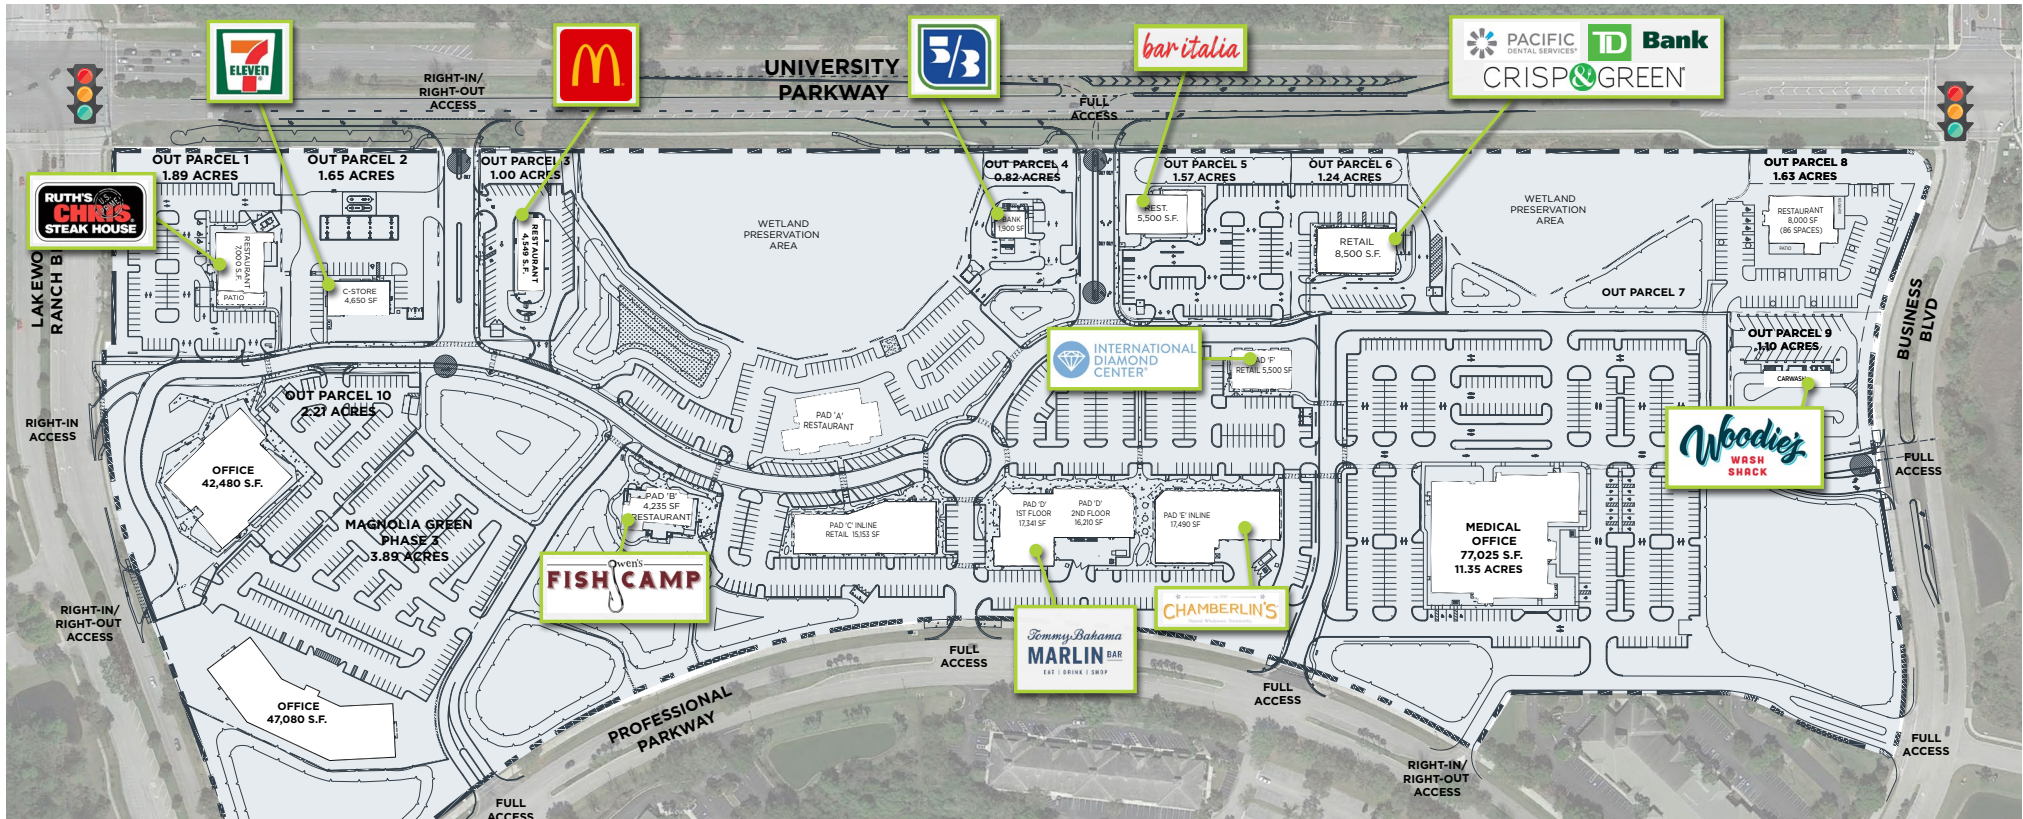 7
ELEVEN
M
5/3
bar italia
PACIFIC
DENTAL SERVICES
TD Bank
CRISP&GREEN
UNIVERSITY
PARKWAY
RIGHT-IN/
RIGHT-OUT
ACCESS
FULL
ACCESS
OUT PARCEL 1
1.89 ACRES
OUT PARCEL 2
1.65 ACRES
OUT PARCEL 3
1.00 ACRES
OUT PARCEL 4
0.82 ACRES
OUT PARCEL 5
1.57 ACRES
OUT PARCEL 6
1.24 ACRES
OUT PARCEL 8
1.63 ACRES
RUTH'S
CHRIS
STEAK HOUSE
LAKEWO
RANCH B
RESTAURANT
7,000 S.F.
PATIO
C-STORE
4,650 SF
RESTAURANT
4,549 S.F.
WETLAND
PRESERVATION
AREA
BANK
1,900 SF
REST.
5,500 S.F.
RETAIL
8,500 S.F.
WETLAND
PRESERVATION
AREA
RESTAURANT
8,000 SF
(86 SPACES)
PATIO
OUT PARCEL 7
BUSINESS
BLVD
OUT PARCEL 9
1.10 ACRES
CARWASH
INTERNATIONAL
DIAMOND
CENTER
PAD 'F'
RETAIL 5,500 SF
OUT PARCEL 10
2.27 ACRES
PAD 'A'
RESTAURANT
RIGHT-IN
ACCESS
Woodie's
WASH
SHACK
FULL
ACCESS
OFFICE
42,480 S.F.
MAGNOLIA GREEN
PHASE 3
3.89 ACRES
PAD 'B'
4,235 SF
RESTAURANT
PAD 'C' INLINE
RETAIL 15,153 SF
PAD 'D'
1ST FLOOR
17,341 SF
PAD 'D'
2ND FLOOR
16,210 SF
PAD 'E' INLINE
17,490 SF
MEDICAL
OFFICE
77,025 S.F.
11.35 ACRES
Owen's
FISH CAMP
CHAMBERLIN'S
Tommy Bahama
MARLIN BAR
EAT | DRINK | SHOP
RIGHT-IN/
RIGHT-OUT
ACCESS
FULL
ACCESS
FULL
ACCESS
OFFICE
47,080 S.F.
PROFESSIONAL
PARKWAY
FULL
ACCESS
RIGHT-IN/
RIGHT-OUT
ACCESS
FULL
ACCESS